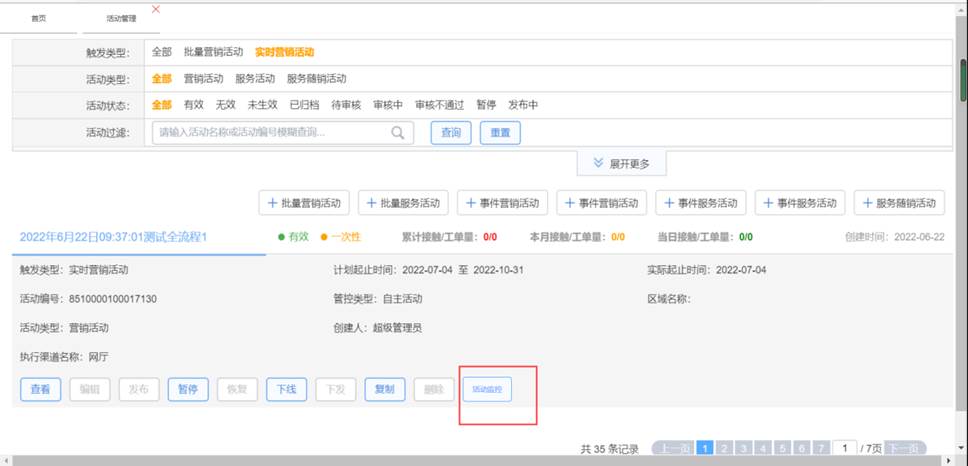 首页 活动管理
触发类型： 全部 批量营销活动 实时营销活动
活动类型： 全部 营销活动 服务活动 服务随销活动
活动状态： 全部 有效 无效 未生效 已归档 待审核 审核中 审核不通过 暂停 发布中
活动过滤： 请输入活动名称或活动编号模糊查询... 查询 重置
展开更多
+ 批量营销活动 + 批量服务活动 + 事件营销活动 + 事件营销活动 + 事件服务活动 + 事件服务活动 + 服务随销活动
2022年6月22日09:37:01测试全流程1 有效 一次性 累计接触/工单量：0/0 本月接触/工单量：0/0 当日接触/工单量：0/0 创建时间：2022-06-22
触发类型：实时营销活动 计划起止时间：2022-07-04 至 2022-10-31 实际起止时间：2022-07-04
活动编号：8510000100017130 管控类型：自主活动 区域名称：
活动类型：营销活动 创建人：超级管理员
执行渠道名称：网厅
查看 编辑 发布 暂停 恢复 下线 下发 复制 删除 活动监控
共 35 条记录 上一页 1 2 3 4 5 6 7 1 / 7页 下一页